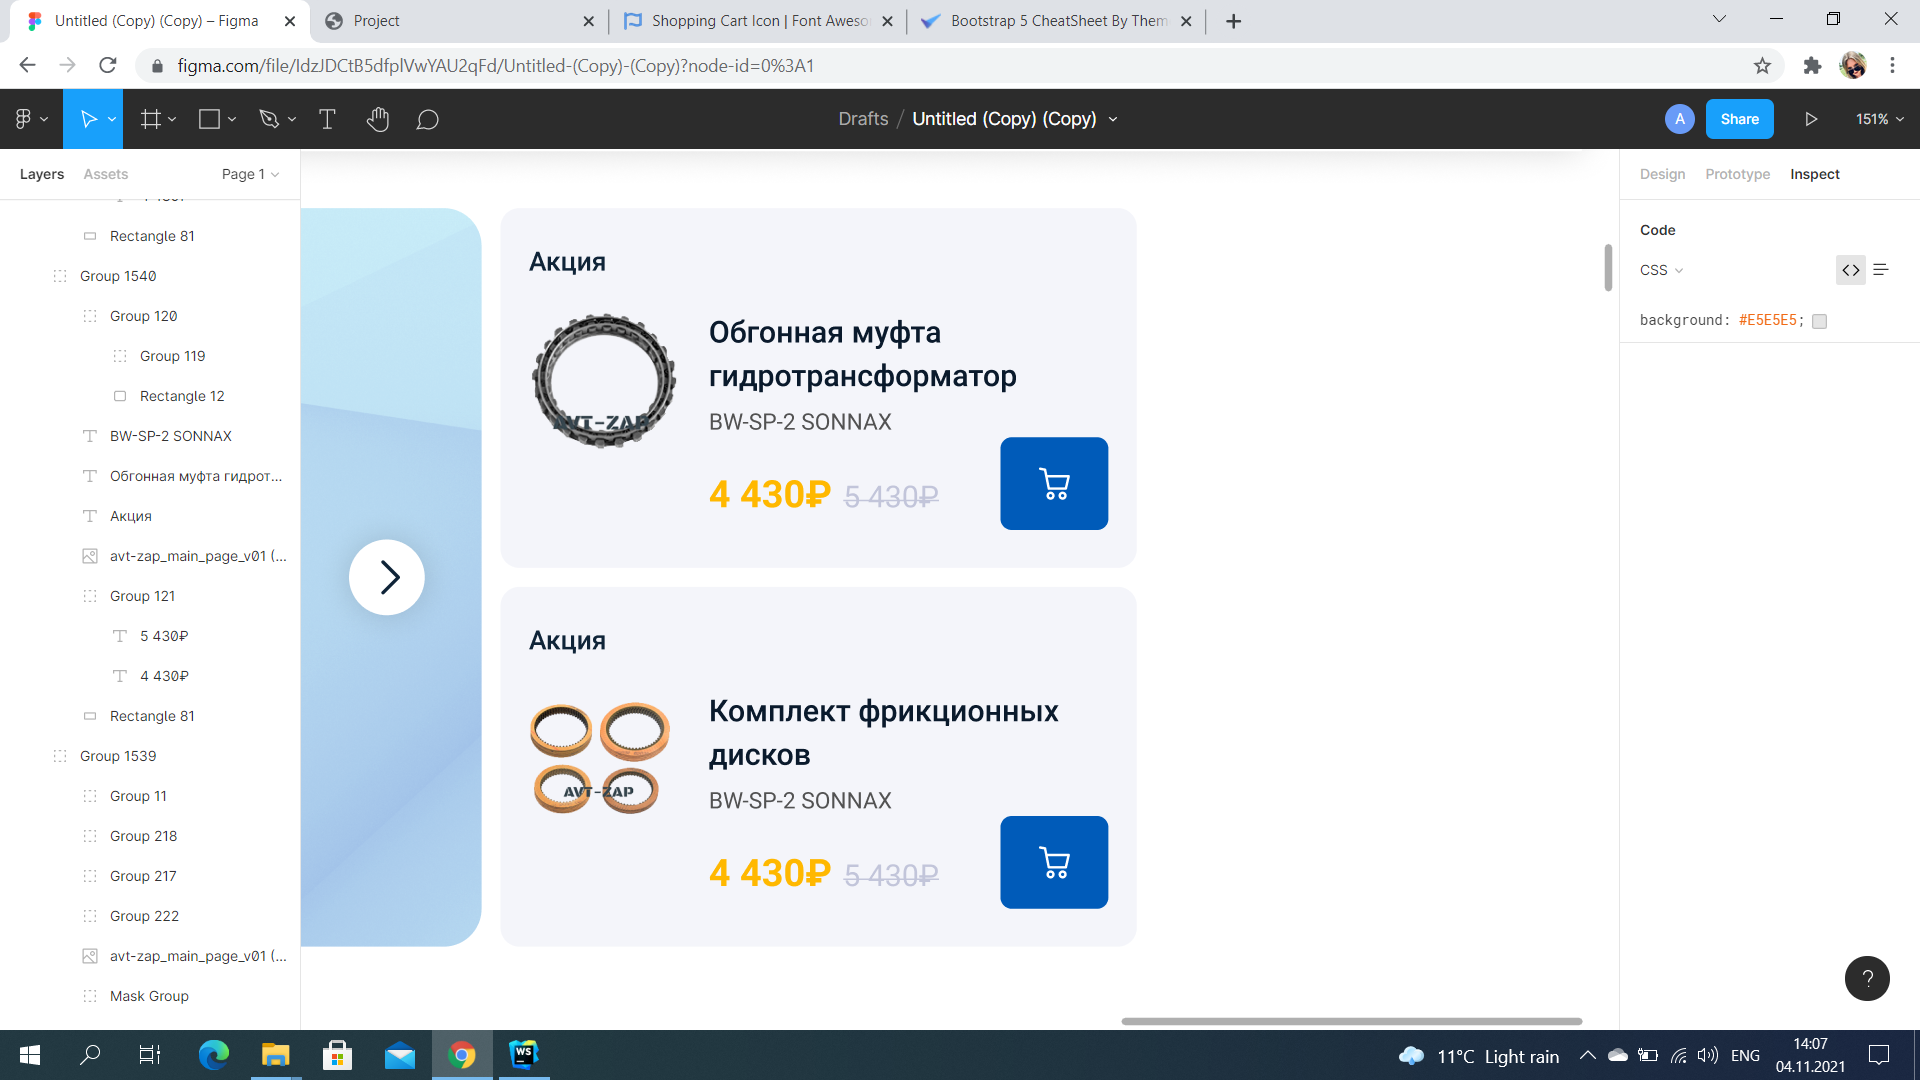 Untitled (Copy) (Copy) – Figma
Project
Shopping Cart Icon | Font Aweso
Bootstrap 5 CheatSheet By Them
figma.com/file/IdzJDCtB5dfplVwYAU2qFd/Untitled-(Copy)-(Copy)?node-id=0%3A1
Drafts / Untitled (Copy) (Copy)
A
Share
151%
Layers
Assets
Page 1
Rectangle 81
Group 1540
Group 120
Group 119
Rectangle 12
BW-SP-2 SONNAX
Обгонная муфта гидрот...
Акция
avt-zap_main_page_v01 (...
Group 121
5 430₽
4 430₽
Rectangle 81
Group 1539
Group 11
Group 218
Group 217
Group 222
avt-zap_main_page_v01 (...
Mask Group
Акция
AVT-ZAP
Обгонная муфта
гидротрансформатор
BW-SP-2 SONNAX
4 430₽ 5 430₽
Акция
AVT-ZAP
Комплект фрикционных
дисков
BW-SP-2 SONNAX
4 430₽ 5 430₽
Design
Prototype
Inspect
Code
CSS
background: #E5E5E5;
?
WS
11°C Light rain
ENG
14:07
04.11.2021